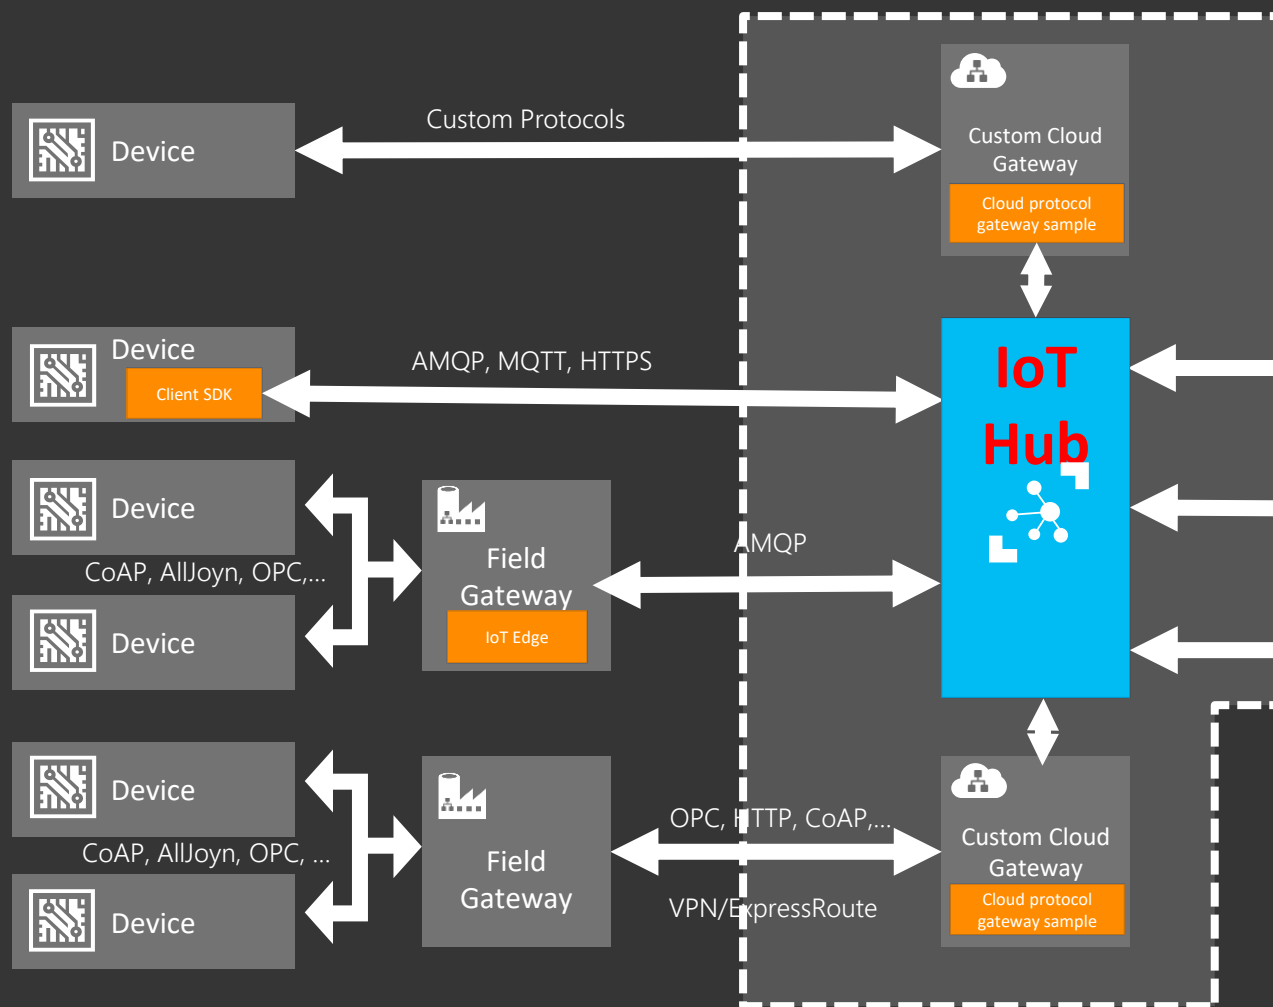 Custom Protocols
Device
Custom Cloud
Gateway
Cloud protocol
gateway sample
Device
Client SDK
AMQP, MQTT, HTTPS
IoT
Hub
Device
CoAP, AllJoyn, OPC,...
Device
Field
Gateway
IoT Edge
AMQP
Device
CoAP, AllJoyn, OPC, ...
Device
Field
Gateway
OPC, HTTP, CoAP,...
VPN/ExpressRoute
Custom Cloud
Gateway
Cloud protocol
gateway sample